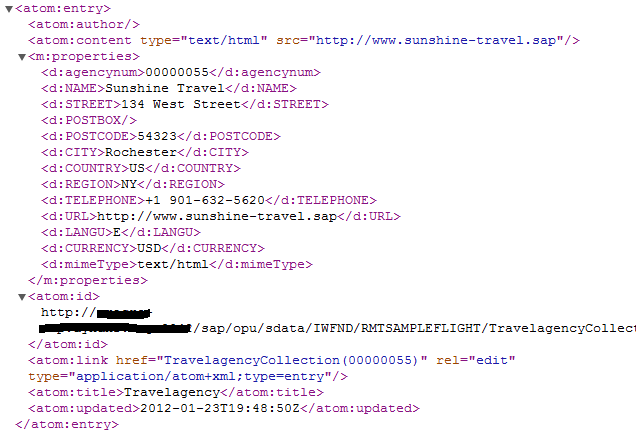 <atom:entry>
<atom:author/>
<atom:content type="text/html" src="http://www.sunshine-travel.sap"/>
<m:properties>
<d:agencynum>00000055</d:agencynum>
<d:NAME>Sunshine Travel</d:NAME>
<d:STREET>134 West Street</d:STREET>
<d:POSTBOX/>
<d:POSTCODE>54323</d:POSTCODE>
<d:CITY>Rochester</d:CITY>
<d:COUNTRY>US</d:COUNTRY>
<d:REGION>NY</d:REGION>
<d:TELEPHONE>+1 901-632-5620</d:TELEPHONE>
<d:URL>http://www.sunshine-travel.sap</d:URL>
<d:LANGU>E</d:LANGU>
<d:CURRENCY>USD</d:CURRENCY>
<d:mimeType>text/html</d:mimeType>
</m:properties>
<atom:id>
http://
/sap/opu/sdata/IWFND/RMTSAMPLEFLIGHT/TravelagencyCollect
</atom:id>
<atom:link href="TravelagencyCollection(00000055)" rel="edit"
type="application/atom+xml;type=entry"/>
<atom:title>Travelagency</atom:title>
<atom:updated>2012-01-23T19:48:50Z</atom:updated>
</atom:entry>